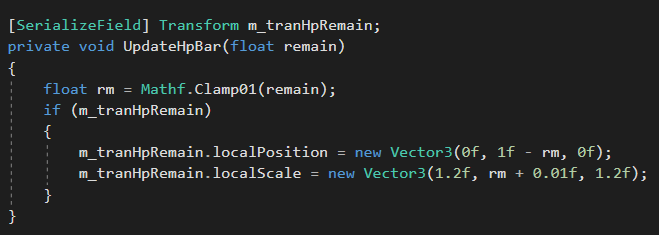 [SerializeField] Transform m_tranHpRemain;
private void UpdateHpBar(float remain)
{
    float rm = Mathf.Clamp01(remain);
    if (m_tranHpRemain)
    {
        m_tranHpRemain.localPosition = new Vector3(0f, 1f - rm, 0f);
        m_tranHpRemain.localScale = new Vector3(1.2f, rm + 0.01f, 1.2f);
    }
}